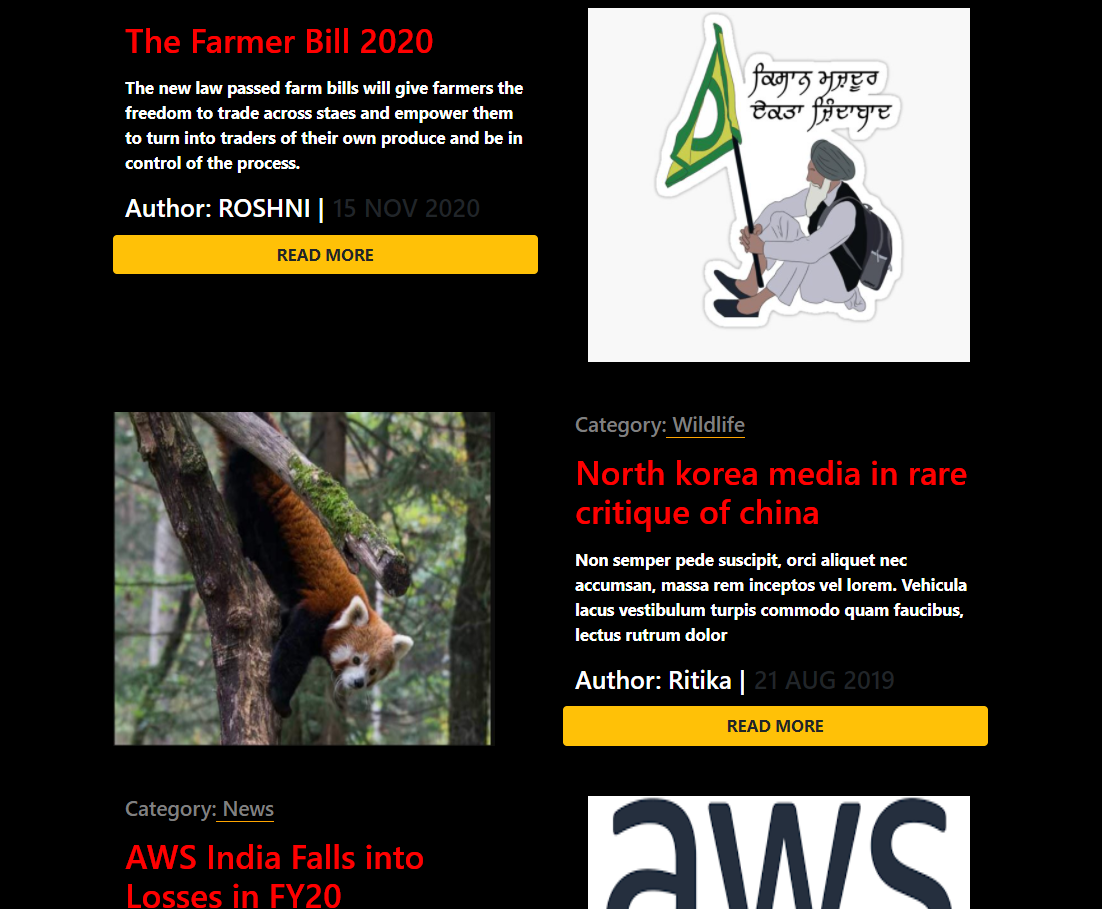 The Farmer Bill 2020
The new law passed farm bills will give farmers the
freedom to trade across staes and empower them
to turn into traders of their own produce and be in
control of the process.
Author: ROSHNI | 15 NOV 2020
READ MORE
ਕਿਸਾਨ ਮਜ਼ਦੂਰ
ਏਕਤਾ ਜ਼ਿੰਦਾਬਾਦ
Category: Wildlife
North korea media in rare
critique of china
Non semper pede suscipit, orci aliquet nec
accumsan, massa rem inceptos vel lorem. Vehicula
lacus vestibulum turpis commodo quam faucibus,
lectus rutrum dolor
Author: Ritika | 21 AUG 2019
READ MORE
Category: News
AWS India Falls into
Losses in FY20
aws